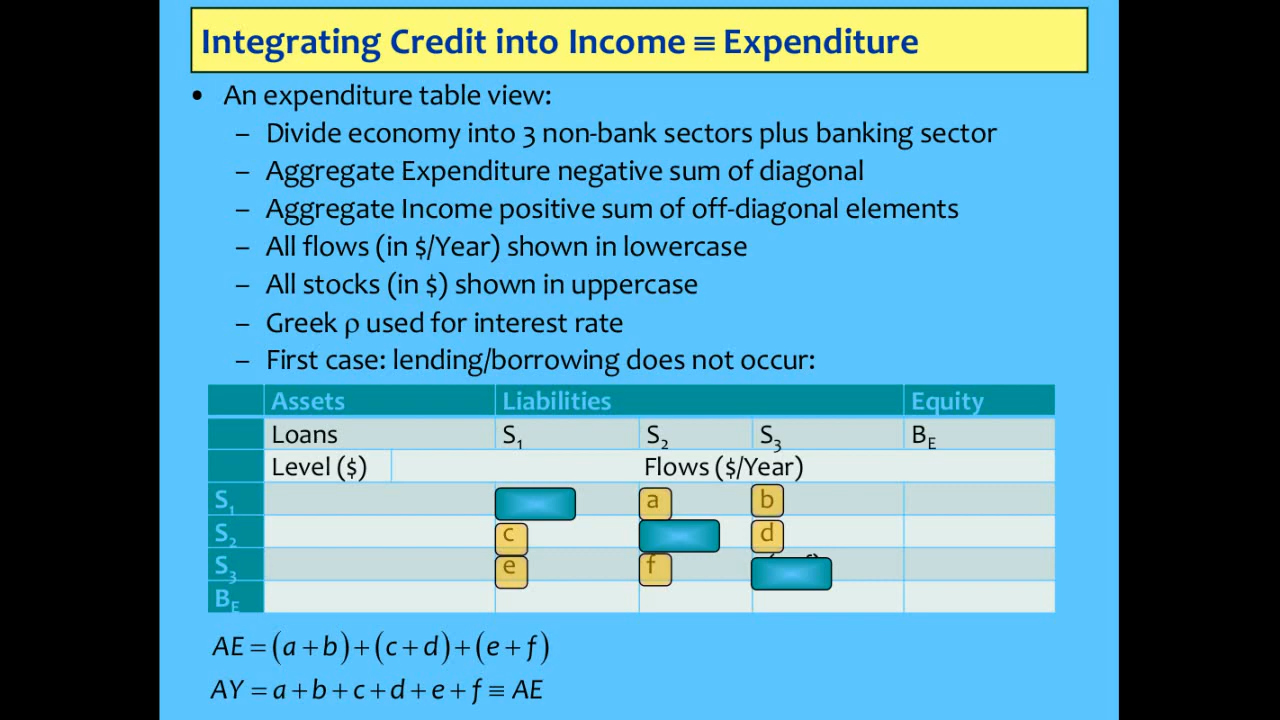 Integrating Credit into Income ≡ Expenditure
• An expenditure table view:
– Divide economy into 3 non-bank sectors plus banking sector
– Aggregate Expenditure negative sum of diagonal
– Aggregate Income positive sum of off-diagonal elements
– All flows (in $/Year) shown in lowercase
– All stocks (in $) shown in uppercase
– Greek ρ used for interest rate
– First case: lending/borrowing does not occur:
Assets Liabilities Equity
Loans S₁ S₂ S₃ B_E
Level ($) Flows ($/Year)
S₁ a b
S₂ c d
S₃ e f
B_E
AE = (a + b) + (c + d) + (e + f)
AY = a + b + c + d + e + f ≡ AE